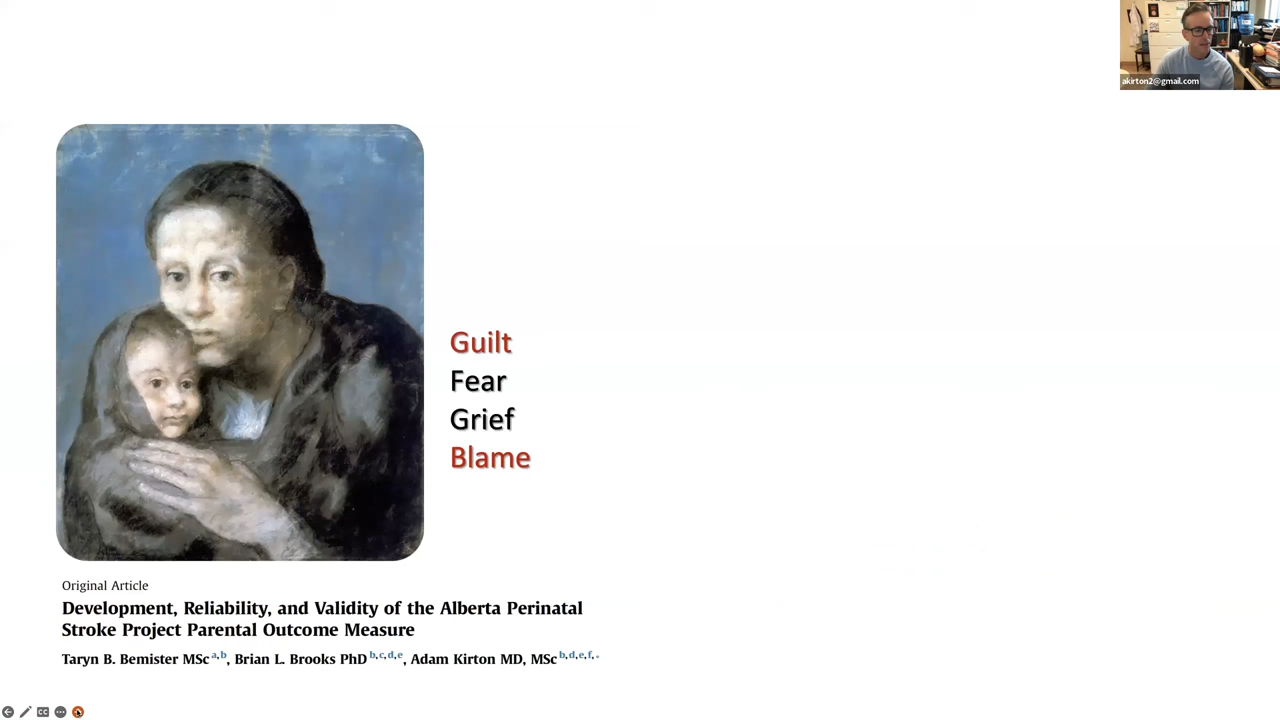 akirton2@gmail.com
Guilt
Fear
Grief
Blame
Original Article
Development, Reliability, and Validity of the Alberta Perinatal
Stroke Project Parental Outcome Measure
Taryn B. Bemister MSc a,b, Brian L. Brooks PhD b,c,d,e, Adam Kirton MD, MSc b,d,e,f,*
CC